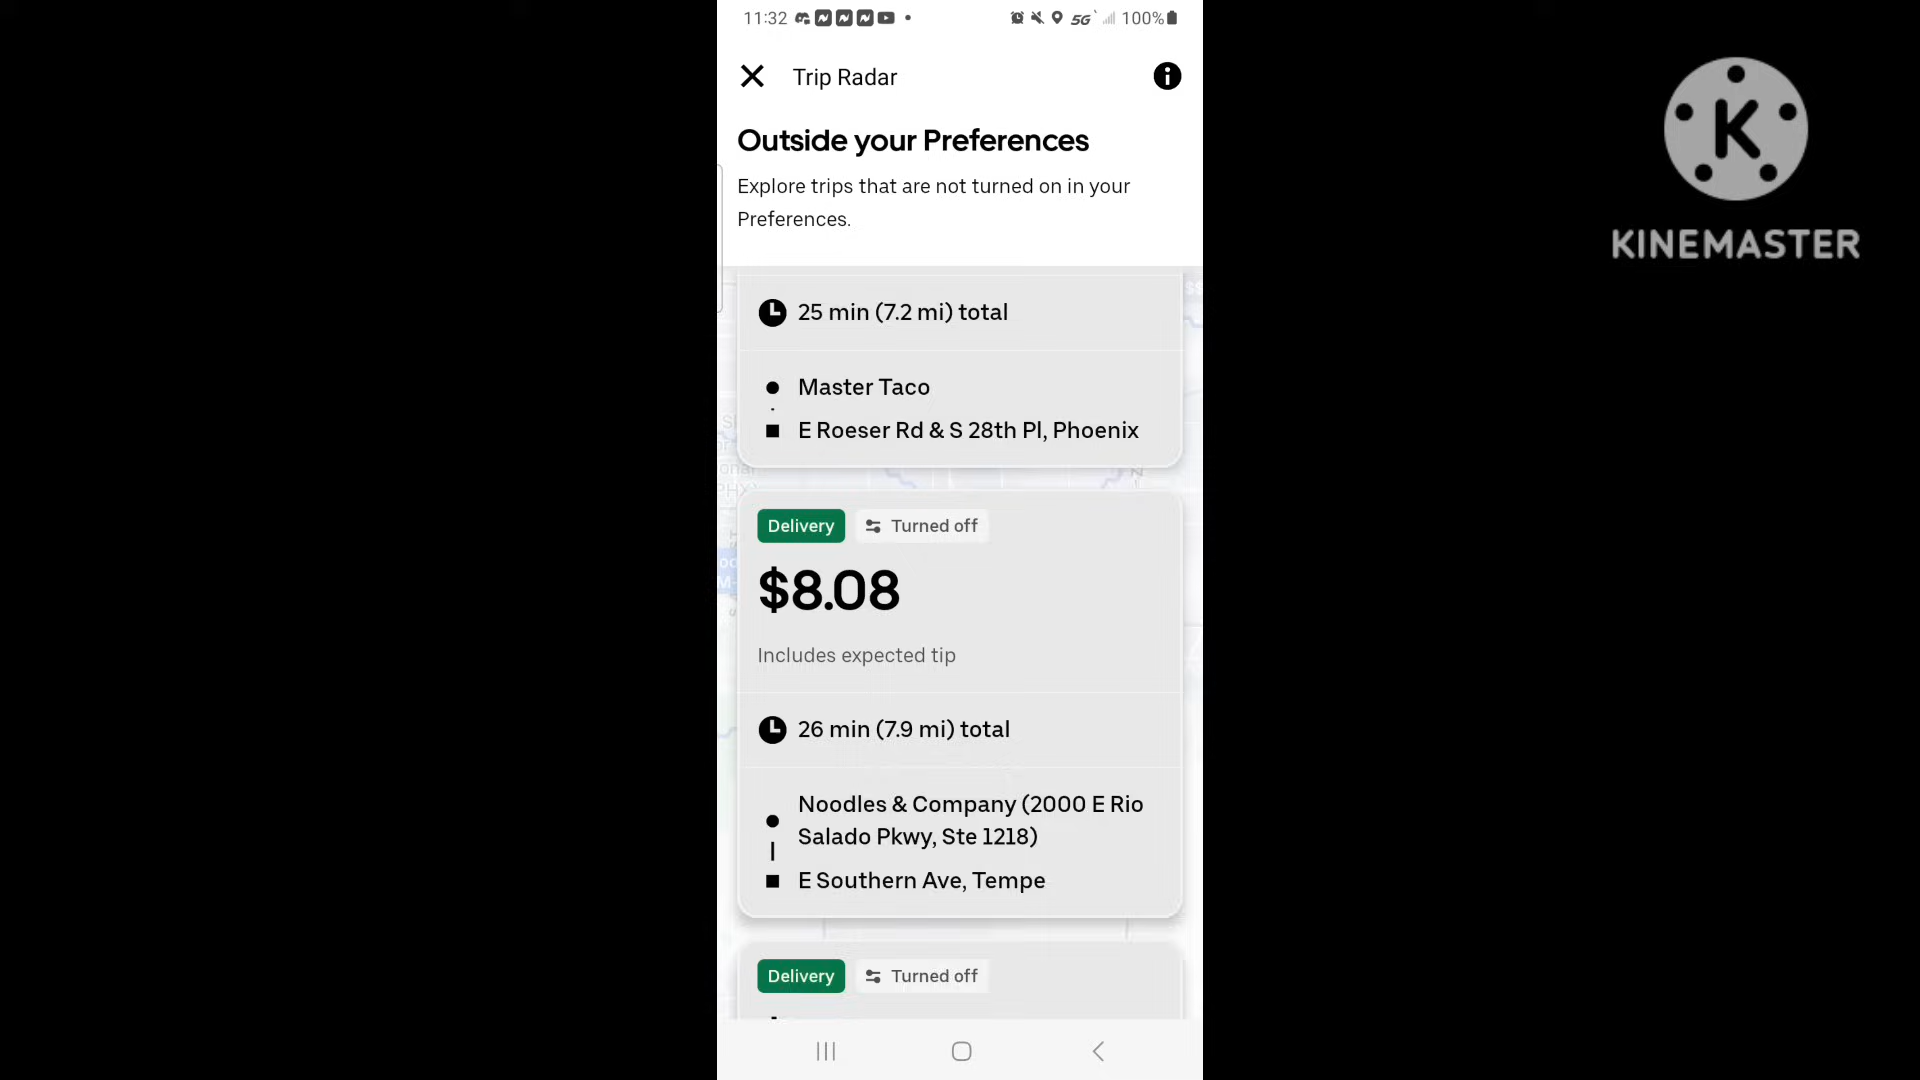 11:32
5G
100%
Trip Radar
Outside your Preferences
Explore trips that are not turned on in your
Preferences.
25 min (7.2 mi) total
Master Taco
E Roeser Rd & S 28th Pl, Phoenix
Delivery
Turned off
$8.08
Includes expected tip
26 min (7.9 mi) total
Noodles & Company (2000 E Rio
Salado Pkwy, Ste 1218)
E Southern Ave, Tempe
Delivery
Turned off
K
KINEMASTER